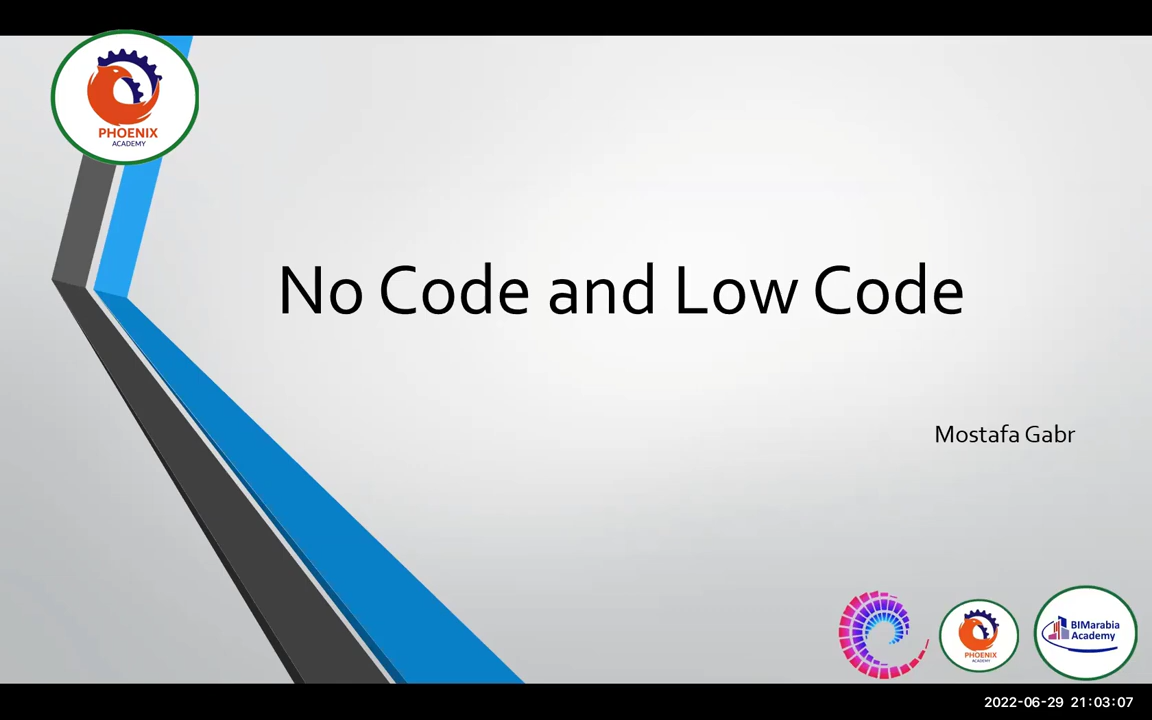 PHOENIX
ACADEMY
No Code and Low Code
Mostafa Gabr
PHOENIX
ACADEMY
BIMarabia
Academy
2022-06-29 21:03:07